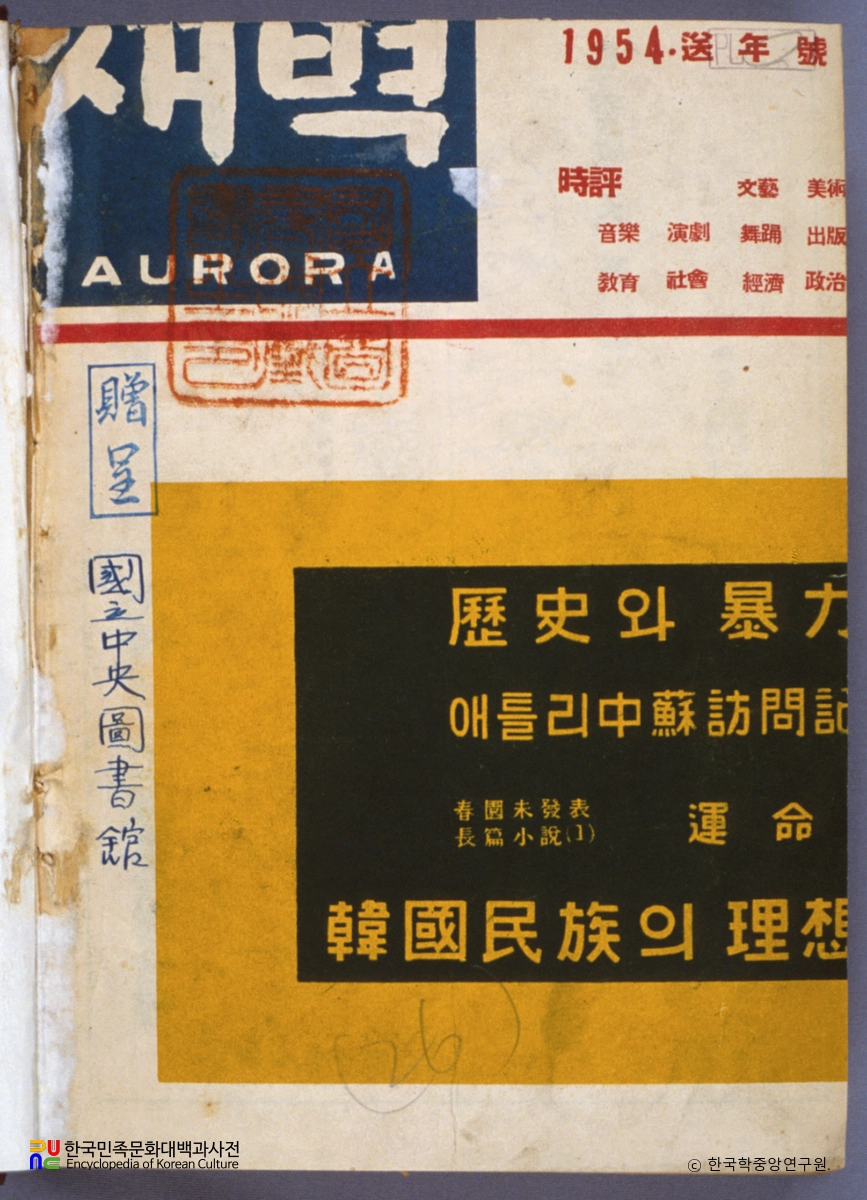 새벽
AURORA
1954·送年號
時評 文藝 美術
音樂 演劇 舞踊 出版
敎育 社會 經濟 政治
贈呈
國立中央圖書館
歷史와 暴力
애틀리中蘇訪問記
春園未發表
長篇小說(1)
運命
韓國民族의 理想
26
한국민족문화대백과사전
Encyclopedia of Korean Culture
ⓒ 한국학중앙연구원.